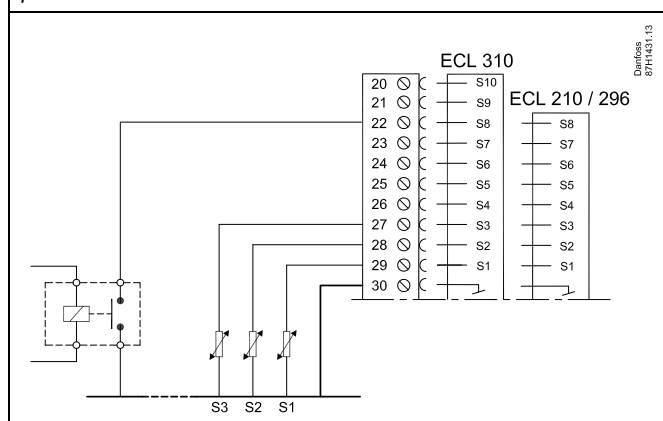 Danfoss
87H1431.13
ECL 310
ECL 210 / 296
20 S10
21 S9
22 S8 S8
23 S7 S7
24 S6 S6
25 S5 S5
26 S4 S4
27 S3 S3
28 S2 S2
29 S1 S1
30
S3 S2 S1